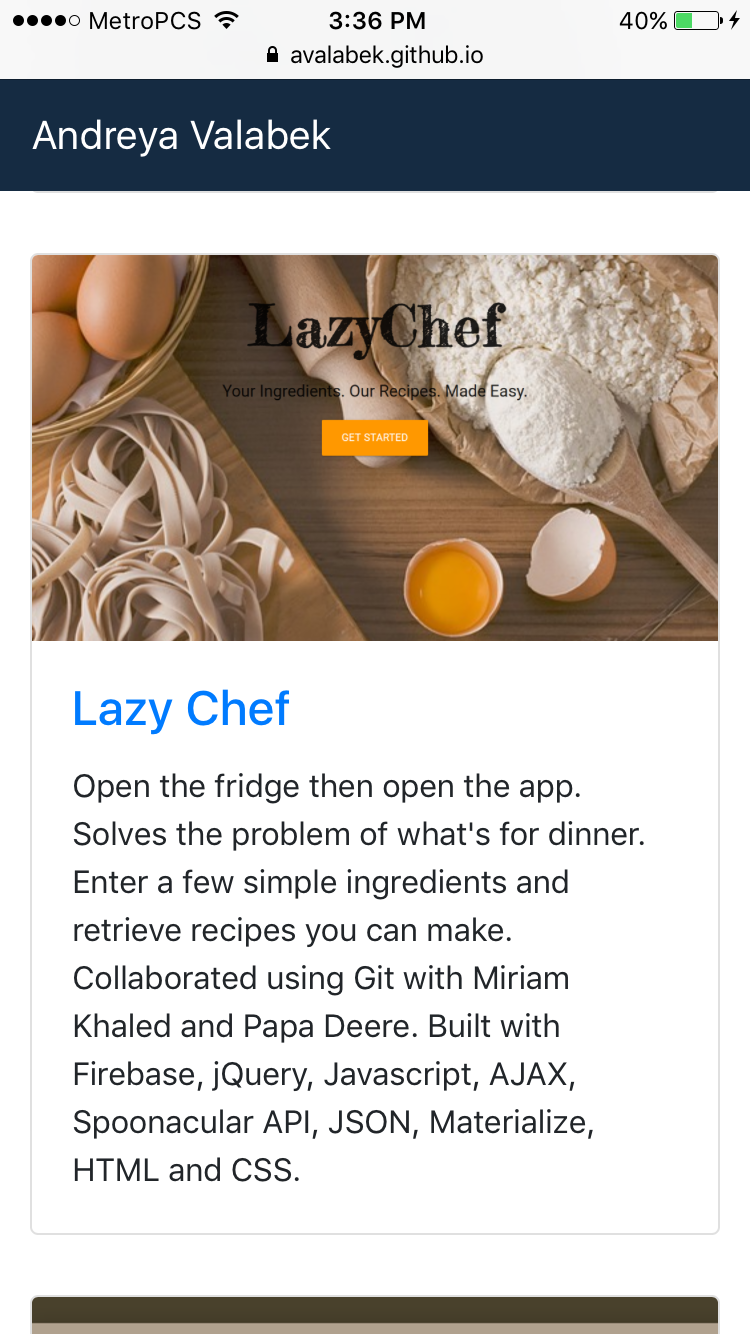 MetroPCS 3:36 PM 40%
avalabek.github.io
Andreya Valabek
LazyChef
Your Ingredients. Our Recipes. Made Easy.
GET STARTED
Lazy Chef
Open the fridge then open the app.
Solves the problem of what's for dinner.
Enter a few simple ingredients and
retrieve recipes you can make.
Collaborated using Git with Miriam
Khaled and Papa Deere. Built with
Firebase, jQuery, Javascript, AJAX,
Spoonacular API, JSON, Materialize,
HTML and CSS.